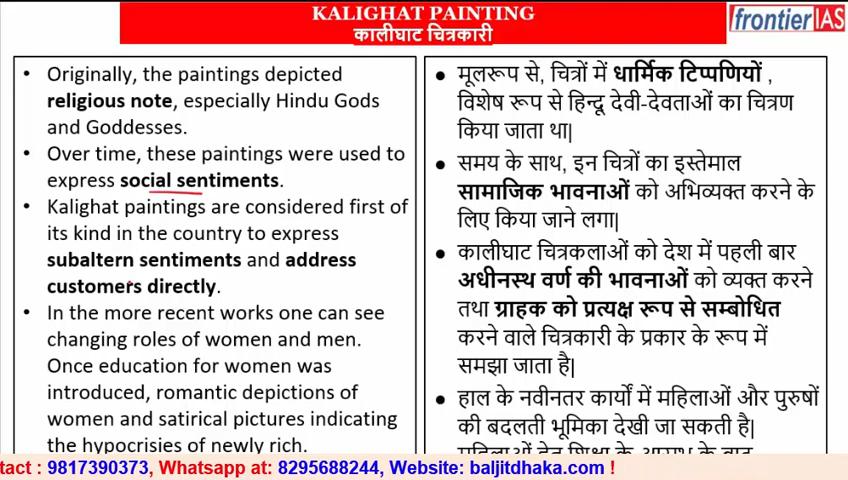 KALIGHAT PAINTING
कालीघाट चित्रकारी
frontierIAS
• Originally, the paintings depicted
religious note, especially Hindu Gods
and Goddesses.
• Over time, these paintings were used to
express social sentiments.
• Kalighat paintings are considered first of
its kind in the country to express
subaltern sentiments and address
customers directly.
• In the more recent works one can see
changing roles of women and men.
Once education for women was
introduced, romantic depictions of
women and satirical pictures indicating
the hypocrisies of newly rich.
• मूलरूप से, चित्रों में धार्मिक टिप्पणियों ,
विशेष रूप से हिन्दू देवी-देवताओं का चित्रण
किया जाता था|
• समय के साथ, इन चित्रों का इस्तेमाल
सामाजिक भावनाओं को अभिव्यक्त करने के
लिए किया जाने लगा|
• कालीघाट चित्रकलाओं को देश में पहली बार
अधीनस्थ वर्ण की भावनाओं को व्यक्त करने
तथा ग्राहक को प्रत्यक्ष रूप से सम्बोधित
करने वाले चित्रकारी के प्रकार के रूप में
समझा जाता है|
• हाल के नवीनतर कार्यों में महिलाओं और पुरुषों
की बदलती भूमिका देखी जा सकती है|
tact : 9817390373, Whatsapp at: 8295688244, Website: baljitdhaka.com !